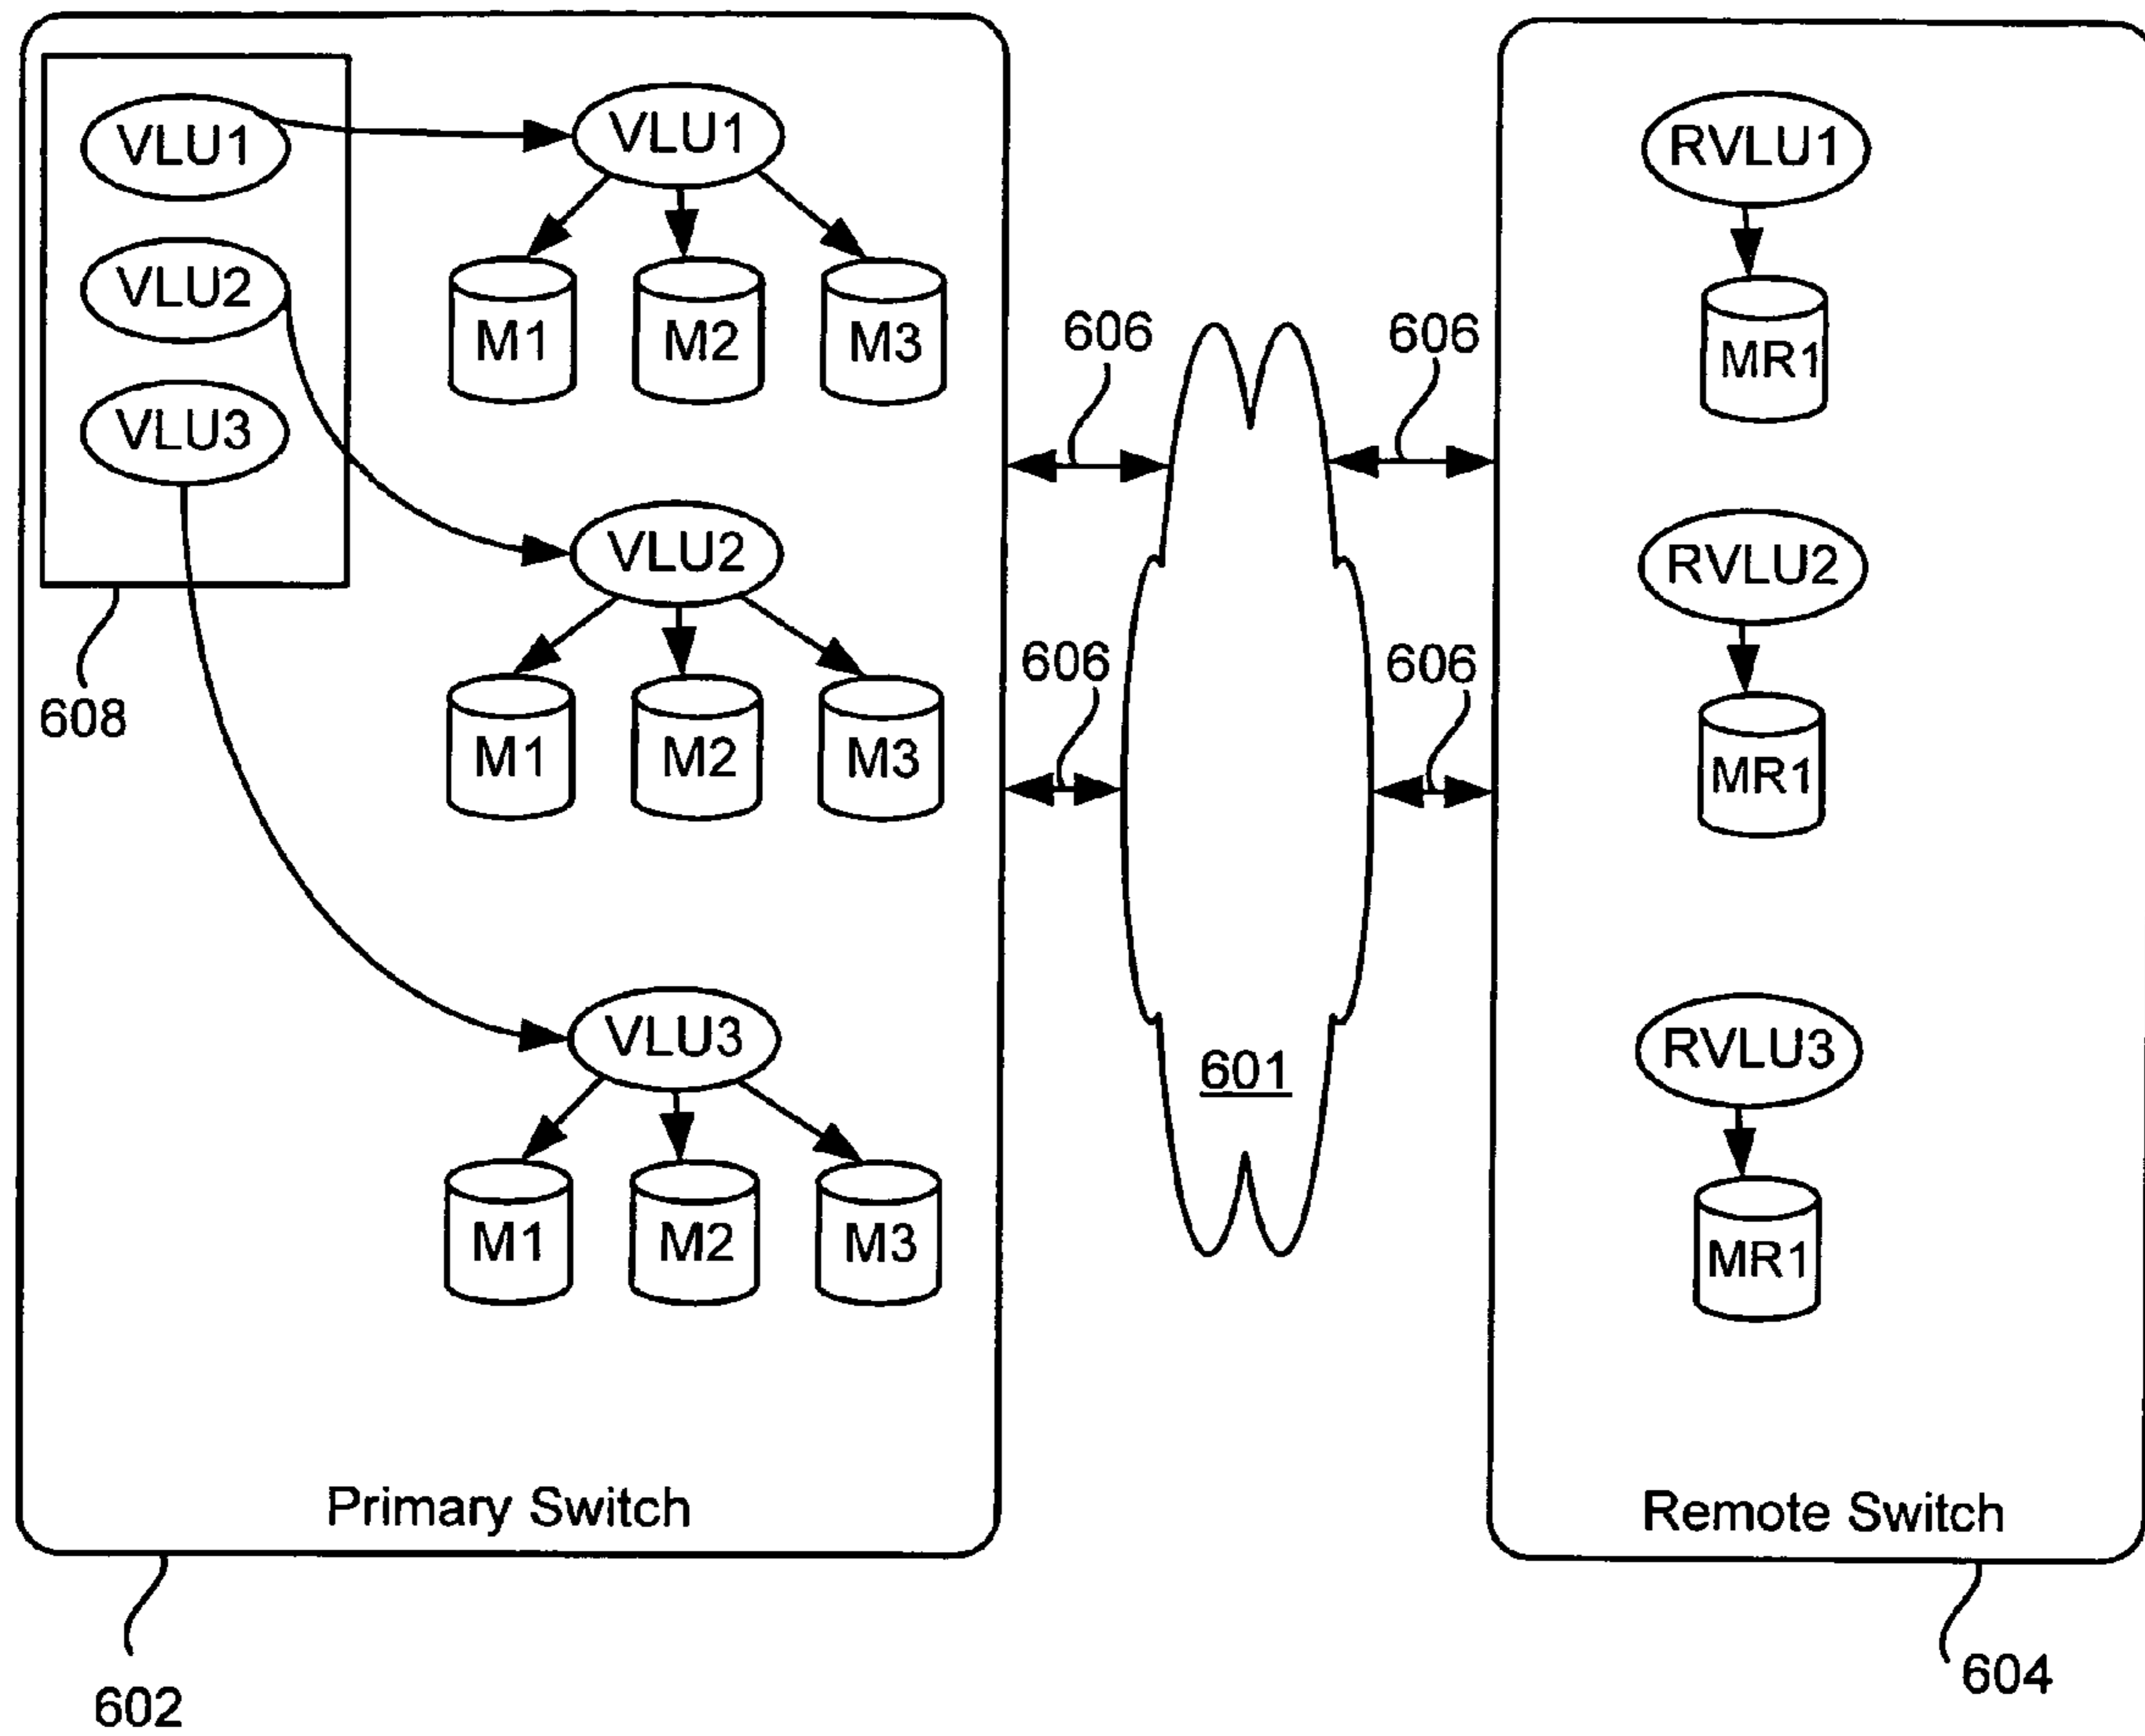 VLU1
VLU2
VLU3
608
VLU1
M1 M2 M3
VLU2
M1 M2 M3
VLU3
M1 M2 M3
Primary Switch
602
606 606
606 606
601
RVLU1
MR1
RVLU2
MR1
RVLU3
MR1
Remote Switch
604